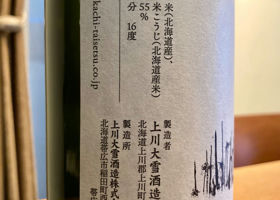 米(北海道産)、
米こうじ(北海道産米)
55%
分 16度
kachi-taisetsu.co.jp
製造者
上川大雪酒造
北海道上川郡上川町
製造所
上川大雪酒造株式
北海道帯広市稲田町西
帯広